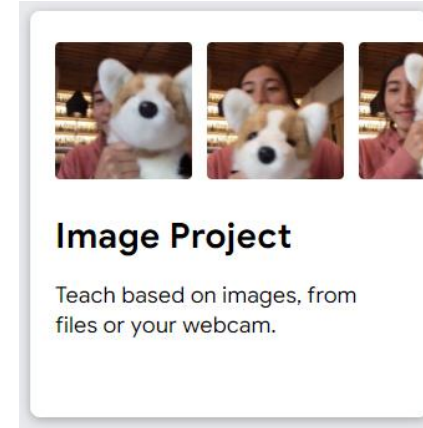 Image Project
Teach based on images, from
files or your webcam.